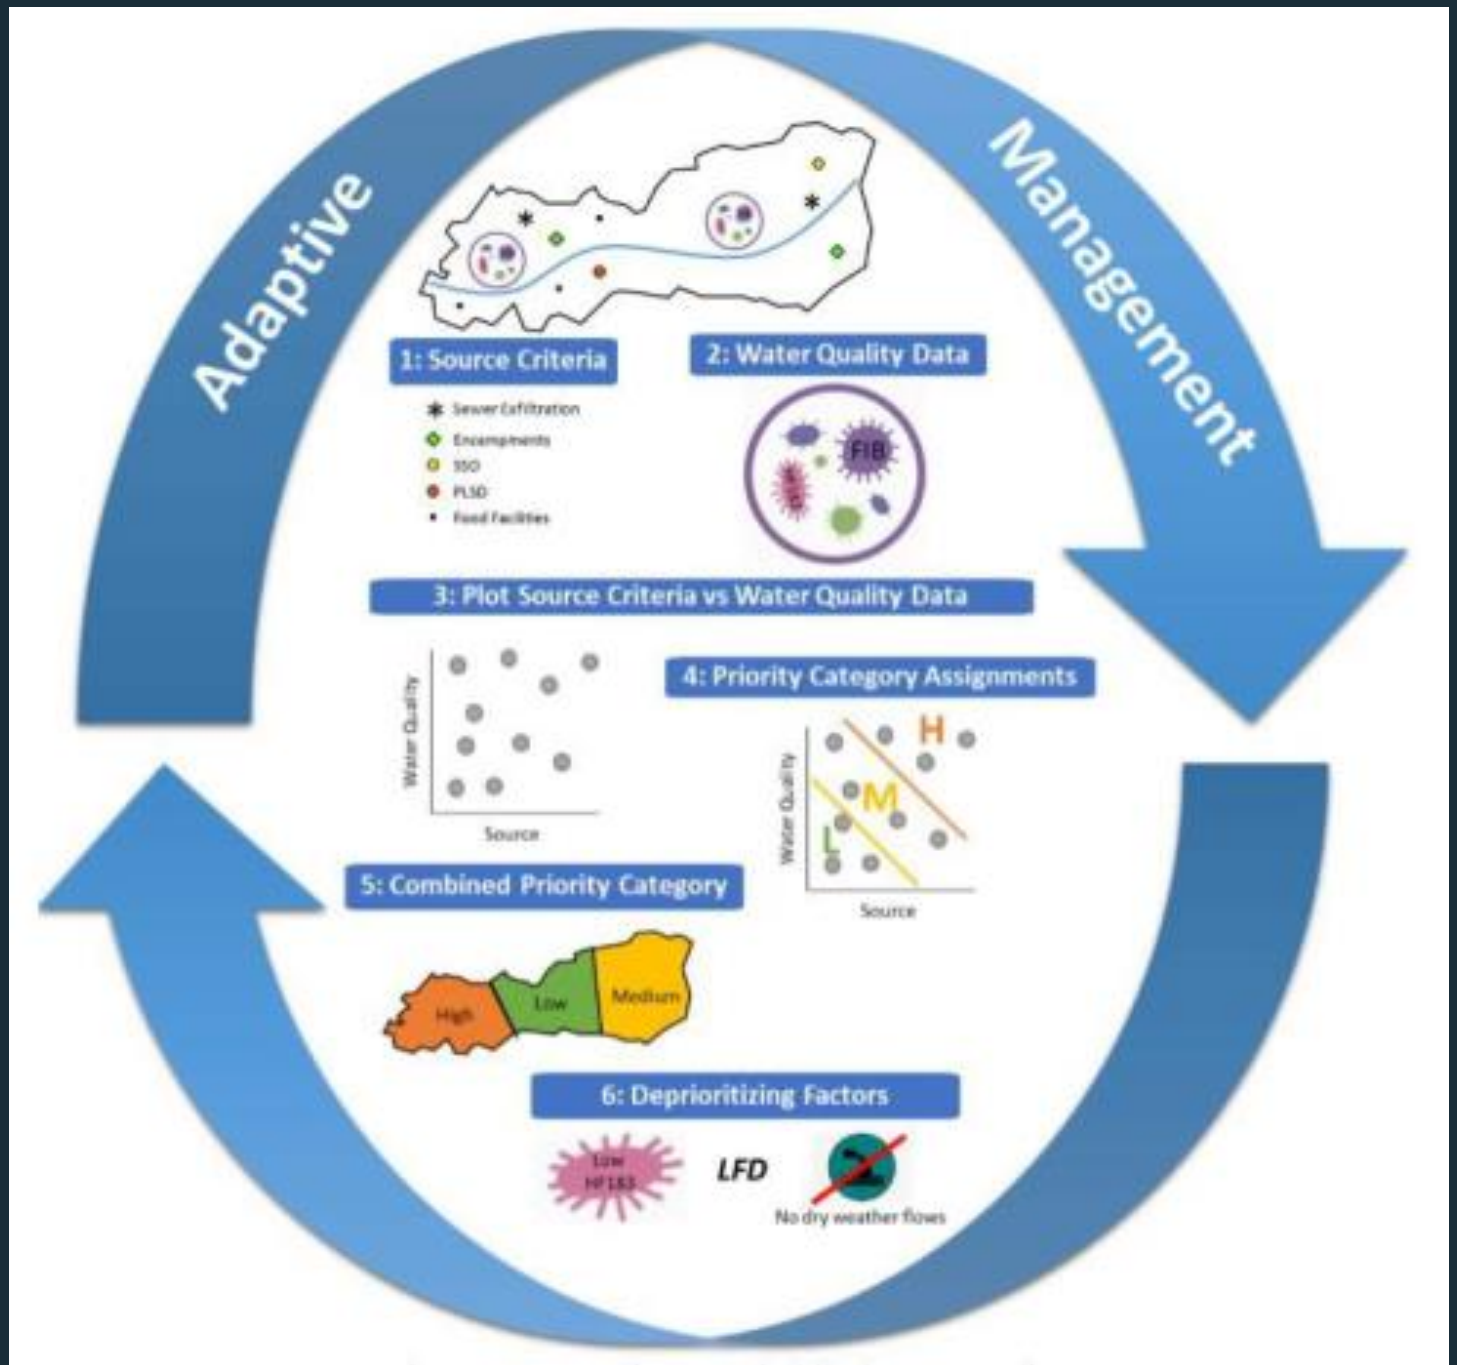 Adaptive
Management
1: Source Criteria
2: Water Quality Data
Sewer Exfiltration
Encampments
SSO
PLSD
Food Facilities
FIB
3: Plot Source Criteria vs Water Quality Data
Water Quality
Source
4: Priority Category Assignments
H
M
L
Water Quality
Source
5: Combined Priority Category
High
Low
Medium
6: Deprioritizing Factors
Low
HF183
LFD
No dry weather flows